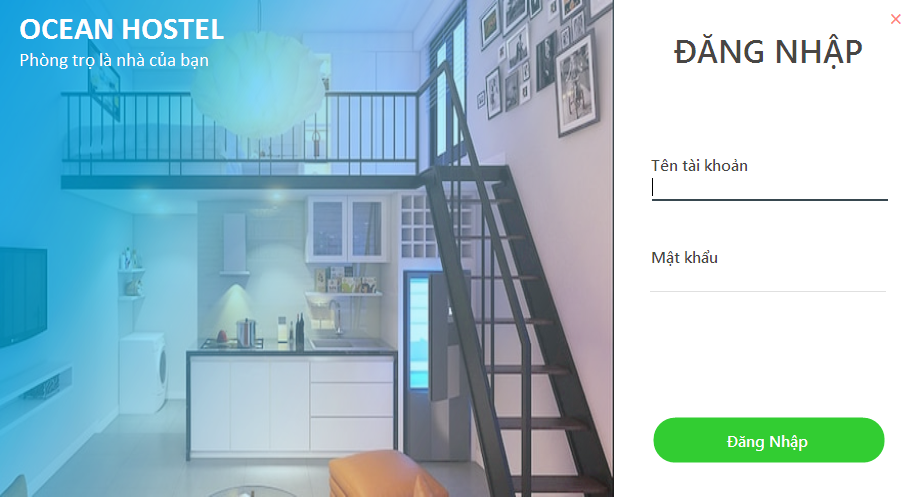 OCEAN HOSTEL
Phòng trọ là nhà của bạn
ĐĂNG NHẬP
Tên tài khoản
Mật khẩu
Đăng Nhập